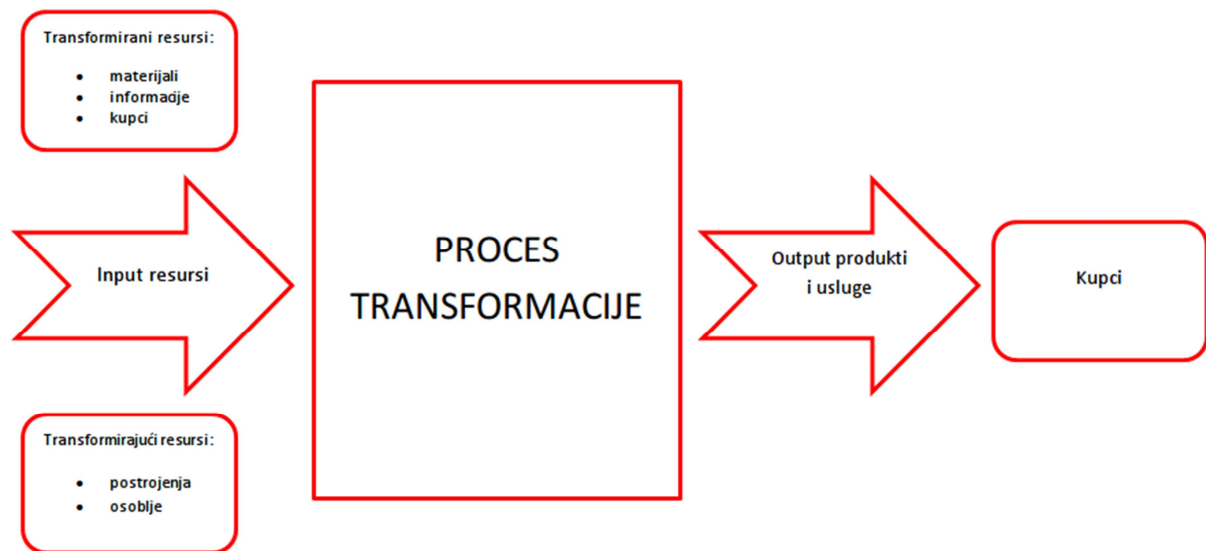 Transformirani resursi:
• materijali
• informacije
• kupci
Input resursi
Transformirajući resursi:
• postrojenja
• osoblje
PROCES
TRANSFORMACIJE
Output produkti
i usluge
Kupci